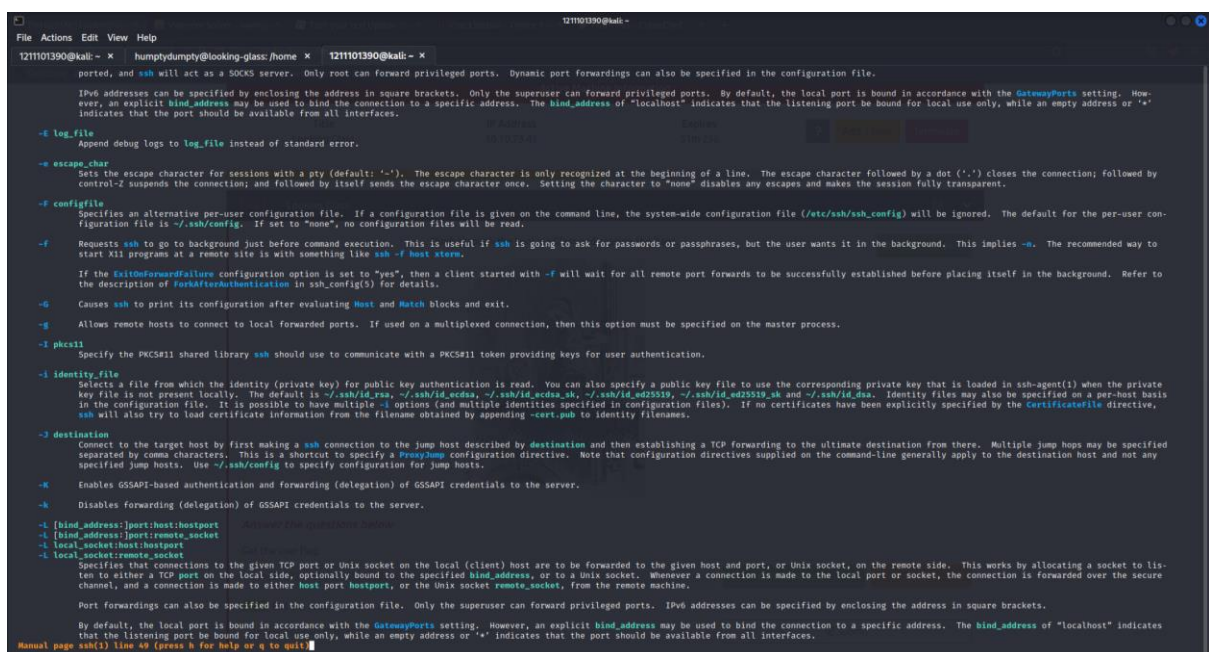 1211101390@kali: ~
File Actions Edit View Help
1211101390@kali: ~ × humptydumpty@looking-glass: /home × 1211101390@kali: ~ ×
ported, and ssh will act as a SOCKS server. Only root can forward privileged ports. Dynamic port forwardings can also be specified in the configuration file.
IPv6 addresses can be specified by enclosing the address in square brackets. Only the superuser can forward privileged ports. By default, the local port is bound in accordance with the GatewayPorts setting. How-
ever, an explicit bind_address may be used to bind the connection to a specific address. The bind_address of "localhost" indicates that the listening port be bound for local use only, while an empty address or '*'
indicates that the port should be available from all interfaces.
-E log_file
Append debug logs to log_file instead of standard error.
-e escape_char
Sets the escape character for sessions with a pty (default: '~'). The escape character is only recognized at the beginning of a line. The escape character followed by a dot ('.') closes the connection; followed by
control-Z suspends the connection; and followed by itself sends the escape character once. Setting the character to "none" disables any escapes and makes the session fully transparent.
-F configfile
Specifies an alternative per-user configuration file. If a configuration file is given on the command line, the system-wide configuration file (/etc/ssh/ssh_config) will be ignored. The default for the per-user con-
figuration file is ~/.ssh/config. If set to "none", no configuration files will be read.
-f Requests ssh to go to background just before command execution. This is useful if ssh is going to ask for passwords or passphrases, but the user wants it in the background. This implies -n. The recommended way to
start X11 programs at a remote site is with something like ssh -f host xterm.
If the ExitOnForwardFailure configuration option is set to "yes", then a client started with -f will wait for all remote port forwards to be successfully established before placing itself in the background. Refer to
the description of ForkAfterAuthentication in ssh_config(5) for details.
-G Causes ssh to print its configuration after evaluating Host and Match blocks and exit.
-g Allows remote hosts to connect to local forwarded ports. If used on a multiplexed connection, then this option must be specified on the master process.
-I pkcs11
Specify the PKCS#11 shared library ssh should use to communicate with a PKCS#11 token providing keys for user authentication.
-i identity_file
Selects a file from which the identity (private key) for public key authentication is read. You can also specify a public key file to use the corresponding private key that is loaded in ssh-agent(1) when the private
key file is not present locally. The default is ~/.ssh/id_rsa, ~/.ssh/id_ecdsa, ~/.ssh/id_ecdsa_sk, ~/.ssh/id_ed25519, ~/.ssh/id_ed25519_sk and ~/.ssh/id_dsa. Identity files may also be specified on a per-host basis
in the configuration file. It is possible to have multiple -i options (and multiple identities specified in configuration files). If no certificates have been explicitly specified by the CertificateFile directive,
ssh will also try to load certificate information from the filename obtained by appending -cert.pub to identity filenames.
-J destination
Connect to the target host by first making a ssh connection to the jump host described by destination and then establishing a TCP forwarding to the ultimate destination from there. Multiple jump hops may be specified
separated by comma characters. This is a shortcut to specify a ProxyJump configuration directive. Note that configuration directives supplied on the command-line generally apply to the destination host and not any
specified jump hosts. Use ~/.ssh/config to specify configuration for jump hosts.
-K Enables GSSAPI-based authentication and forwarding (delegation) of GSSAPI credentials to the server.
-k Disables forwarding (delegation) of GSSAPI credentials to the server.
-L [bind_address:]port:host:hostport
-L [bind_address:]port:remote_socket
-L local_socket:host:hostport
-L local_socket:remote_socket
Specifies that connections to the given TCP port or Unix socket on the local (client) host are to be forwarded to the given host and port, or Unix socket, on the remote side. This works by allocating a socket to lis-
ten to either a TCP port on the local side, optionally bound to the specified bind_address, or to a Unix socket. Whenever a connection is made to the local port or socket, the connection is forwarded over the secure
channel, and a connection is made to either host port hostport, or the Unix socket remote_socket, from the remote machine.
Port forwardings can also be specified in the configuration file. Only the superuser can forward privileged ports. IPv6 addresses can be specified by enclosing the address in square brackets.
By default, the local port is bound in accordance with the GatewayPorts setting. However, an explicit bind_address may be used to bind the connection to a specific address. The bind_address of "localhost" indicates
that the listening port be bound for local use only, while an empty address or '*' indicates that the port should be available from all interfaces.
Manual page ssh(1) line 49 (press h for help or q to quit)